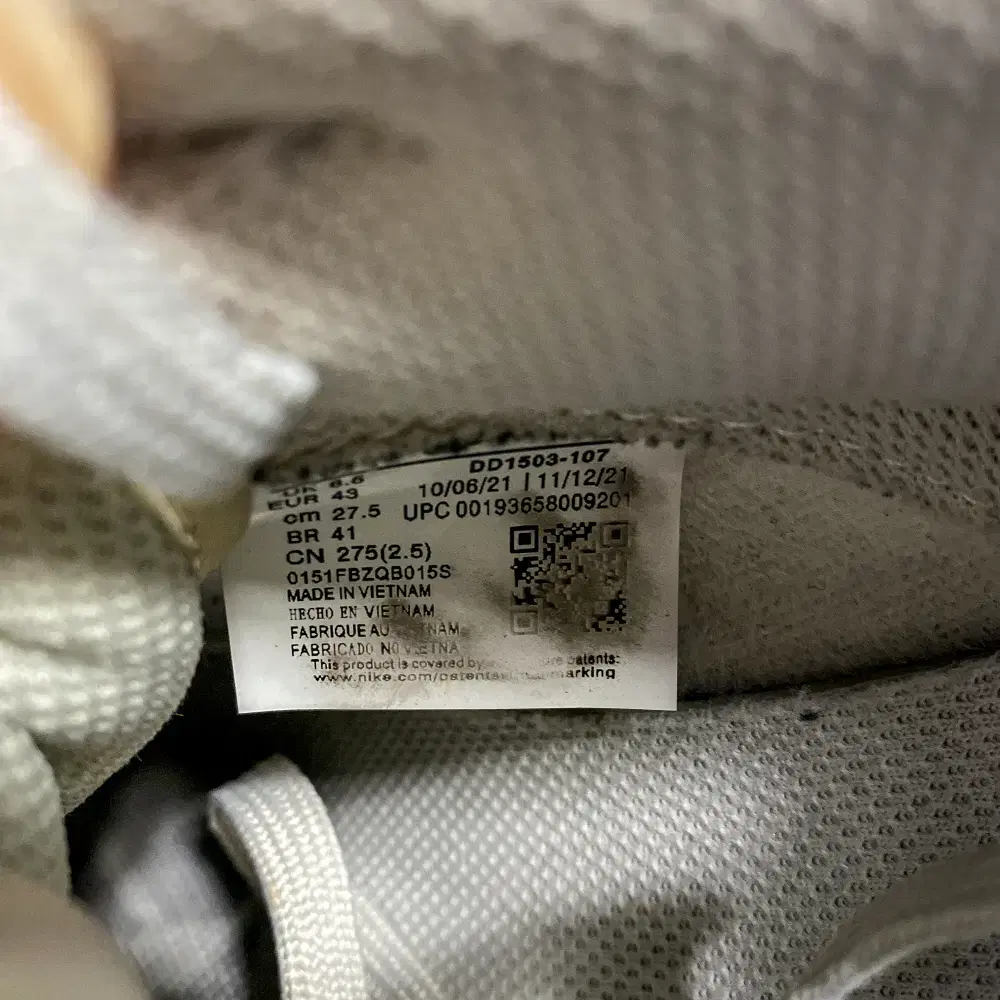 DD1503-107
10/06/21 | 11/12/21
EUR 43
cm 27.5 UPC 00193658009201
BR 41
CN 275(2.5)
0151FBZQB015S
MADE IN VIETNAM
HECHO EN VIETNAM
FABRIQUE AU
FABRICADO NO
This product is covered by patents:
www.nike.com/patents